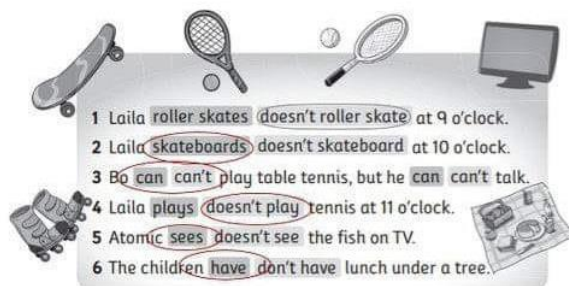 1 Laila roller skates doesn't roller skate at 9 o'clock.
2 Laila skateboards doesn't skateboard at 10 o'clock.
3 Bo can can't play table tennis, but he can can't talk.
4 Laila plays doesn't play tennis at 11 o'clock.
5 Atomic sees doesn't see the fish on TV.
6 The children have don't have lunch under a tree.